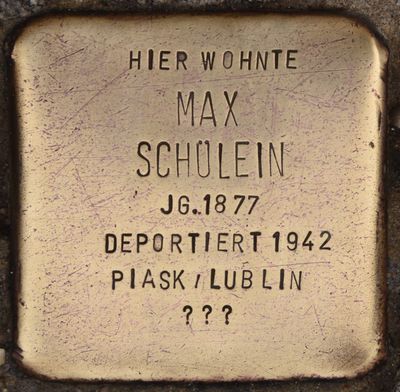 HIER WOHNTE
MAX
SCHÜLEIN
JG. 1877
DEPORTIERT 1942
PIASK / LUBLIN
???